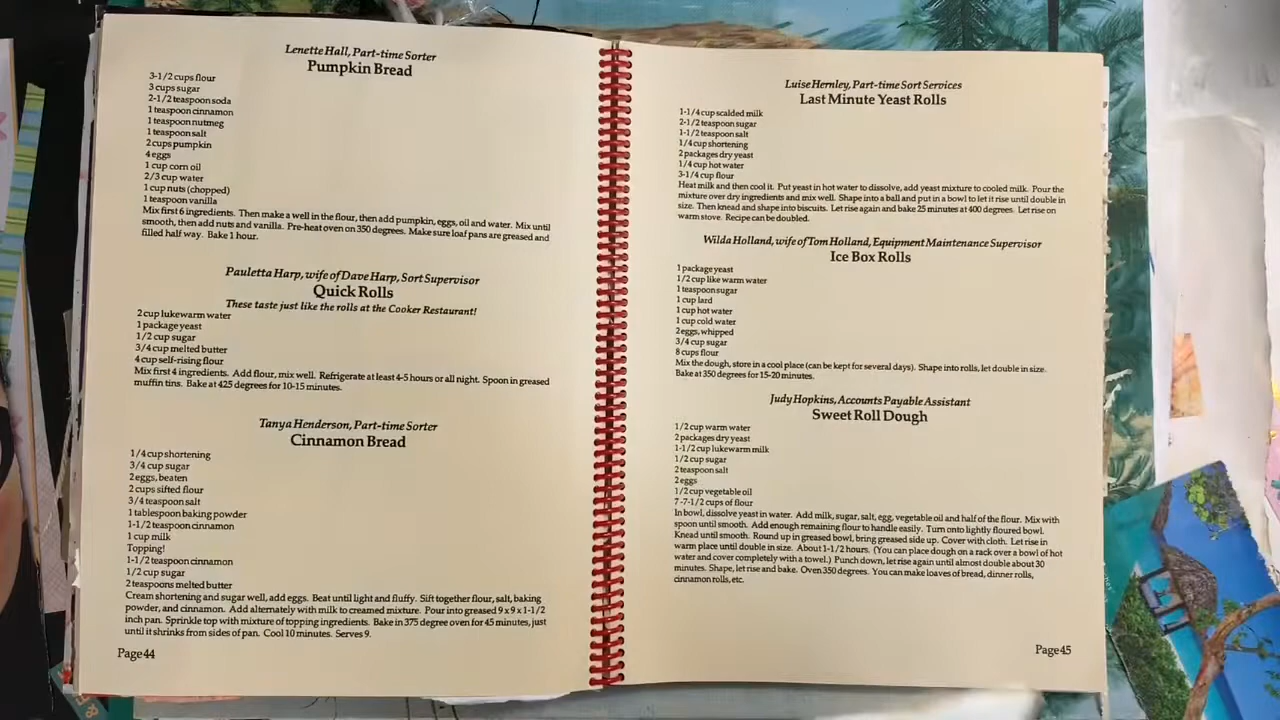 Lenette Hall, Part-time Sorter
Pumpkin Bread
3-1/2 cups flour
3 cups sugar
2-1/2 teaspoon soda
1 teaspoon cinnamon
1 teaspoon nutmeg
1 teaspoon salt
2 cups pumpkin
4 eggs
1 cup corn oil
2/3 cup water
1 cup nuts (chopped)
1 teaspoon vanilla
Mix first 6 ingredients. Then make a well in the flour, then add pumpkin, eggs, oil and water. Mix until
smooth, then add nuts and vanilla. Pre-heat oven on 350 degrees. Make sure loaf pans are greased and
filled half way. Bake 1 hour.
Pauletta Harp, wife of Dave Harp, Sort Supervisor
Quick Rolls
These taste just like the rolls at the Cooker Restaurant!
2 cup lukewarm water
1 package yeast
1/2 cup sugar
3/4 cup melted butter
4 cup self-rising flour
Mix first 4 ingredients. Add flour, mix well. Refrigerate at least 4-5 hours or all night. Spoon in greased
muffin tins. Bake at 425 degrees for 10-15 minutes.
Tanya Henderson, Part-time Sorter
Cinnamon Bread
1/4 cup shortening
3/4 cup sugar
2 eggs, beaten
2 cups sifted flour
3/4 teaspoon salt
1 tablespoon baking powder
1-1/2 teaspoon cinnamon
1 cup milk
Topping!
1-1/2 teaspoon cinnamon
1/2 cup sugar
2 teaspoons melted butter
Cream shortening and sugar well, add eggs. Beat until light and fluffy. Sift together flour, salt, baking
powder, and cinnamon. Add alternately with milk to creamed mixture. Pour into greased 9 x 9 x 1-1/2
inch pan. Sprinkle top with mixture of topping ingredients. Bake in 375 degree oven for 45 minutes, just
until it shrinks from sides of pan. Cool 10 minutes. Serves 9.
Page 44
Luise Hernley, Part-time Sort Services
Last Minute Yeast Rolls
1-1/4 cup scalded milk
2-1/2 teaspoon sugar
1-1/2 teaspoon salt
1/4 cup shortening
2 packages dry yeast
1/4 cup hot water
3-1/4 cup flour
Heat milk and then cool it. Put yeast in hot water to dissolve, add yeast mixture to cooled milk. Pour the
mixture over dry ingredients and mix well. Shape into a ball and put in a bowl to let it rise until double in
size. Then knead and shape into biscuits. Let rise again and bake 25 minutes at 400 degrees. Let rise on
warm stove. Recipe can be doubled.
Wilda Holland, wife of Tom Holland, Equipment Maintenance Supervisor
Ice Box Rolls
1 package yeast
1/2 cup like warm water
1 teaspoon sugar
1 cup lard
1 cup hot water
1 cup cold water
2 eggs, whipped
3/4 cup sugar
8 cups flour
Mix the dough, store in a cool place (can be kept for several days). Shape into rolls, let double in size.
Bake at 350 degrees for 15-20 minutes.
Judy Hopkins, Accounts Payable Assistant
Sweet Roll Dough
1/2 cup warm water
2 packages dry yeast
1-1/2 cup lukewarm milk
1/2 cup sugar
2 teaspoon salt
2 eggs
1/2 cup vegetable oil
7 -7-1/2 cups of flour
In bowl, dissolve yeast in water. Add milk, sugar, salt, egg, vegetable oil and half of the flour. Mix with
spoon until smooth. Add enough remaining flour to handle easily. Turn onto lightly floured bowl.
Knead until smooth. Round up in greased bowl, bring greased side up. Cover with cloth. Let rise in
warm place until double in size. About 1-1/2 hours. (You can place dough on a rack over a bowl of hot
water and cover completely with a towel.) Punch down, let rise again until almost double about 30
minutes. Shape, let rise and bake. Oven 350 degrees. You can make loaves of bread, dinner rolls,
cinnamon rolls, etc.
Page 45